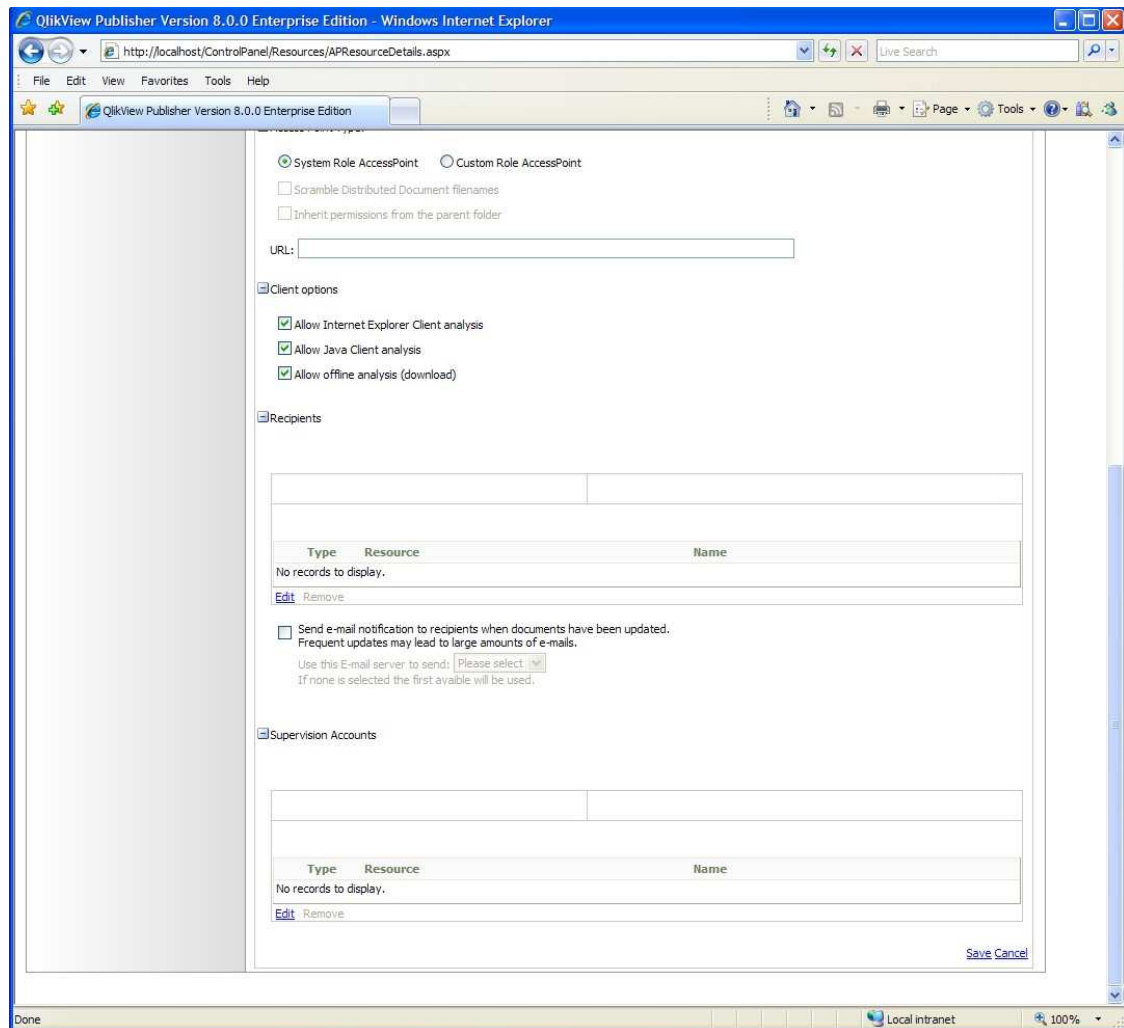 QlikView Publisher Version 8.0.0 Enterprise Edition - Windows Internet Explorer
http://localhost/ControlPanel/Resources/APResourceDetails.aspx
Live Search
File Edit View Favorites Tools Help
QlikView Publisher Version 8.0.0 Enterprise Edition
Page Tools
System Role AccessPoint Custom Role AccessPoint
Scramble Distributed Document filenames
Inherit permissions from the parent folder
URL:
Client options
Allow Internet Explorer Client analysis
Allow Java Client analysis
Allow offline analysis (download)
Recipients
Type Resource Name
No records to display.
Edit Remove
Send e-mail notification to recipients when documents have been updated.
Frequent updates may lead to large amounts of e-mails.
Use this E-mail server to send: Please select
If none is selected the first avaible will be used.
Supervision Accounts
Type Resource Name
No records to display.
Edit Remove
Save Cancel
Done Local intranet 100%